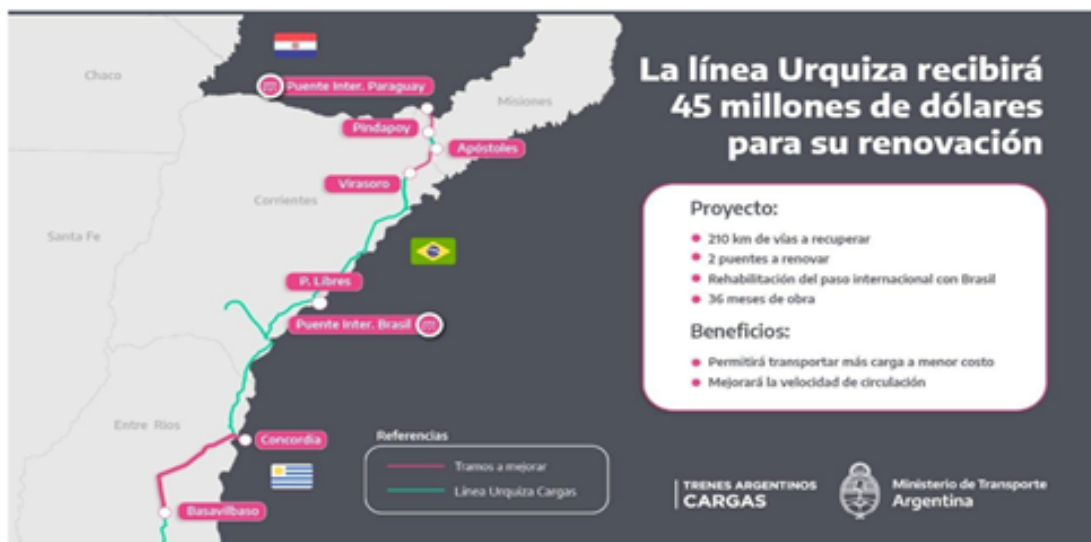 La línea Urquiza recibirá
45 millones de dólares
para su renovación
Proyecto:
210 km de vías a recuperar
2 puentes a renovar
Rehabilitación del paso internacional con Brasil
36 meses de obra
Beneficios:
Permitirá transportar más carga a menor costo
Mejorará la velocidad de circulación
Chaco
Puente Inter. Paraguay
Misiones
Pindapoy
Apóstoles
Virasoro
Corrientes
Santa Fe
P. Libres
Puente Inter. Brasil
Entre Rios
Concordia
Basavilbaso
Referencias
Tramos a mejorar
Línea Urquiza Cargas
TRENES ARGENTINOS
CARGAS
Ministerio de Transporte
Argentina